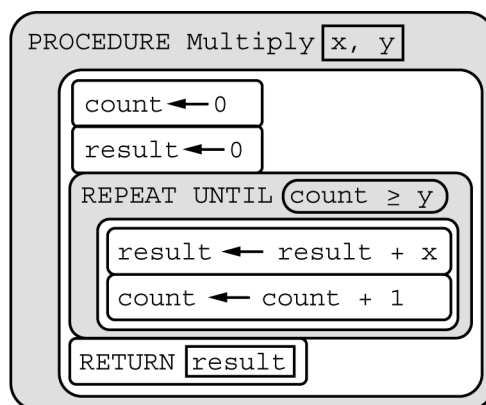 PROCEDURE Multiply x, y
count ← 0
result ← 0
REPEAT UNTIL count ≥ y
result ← result + x
count ← count + 1
RETURN result